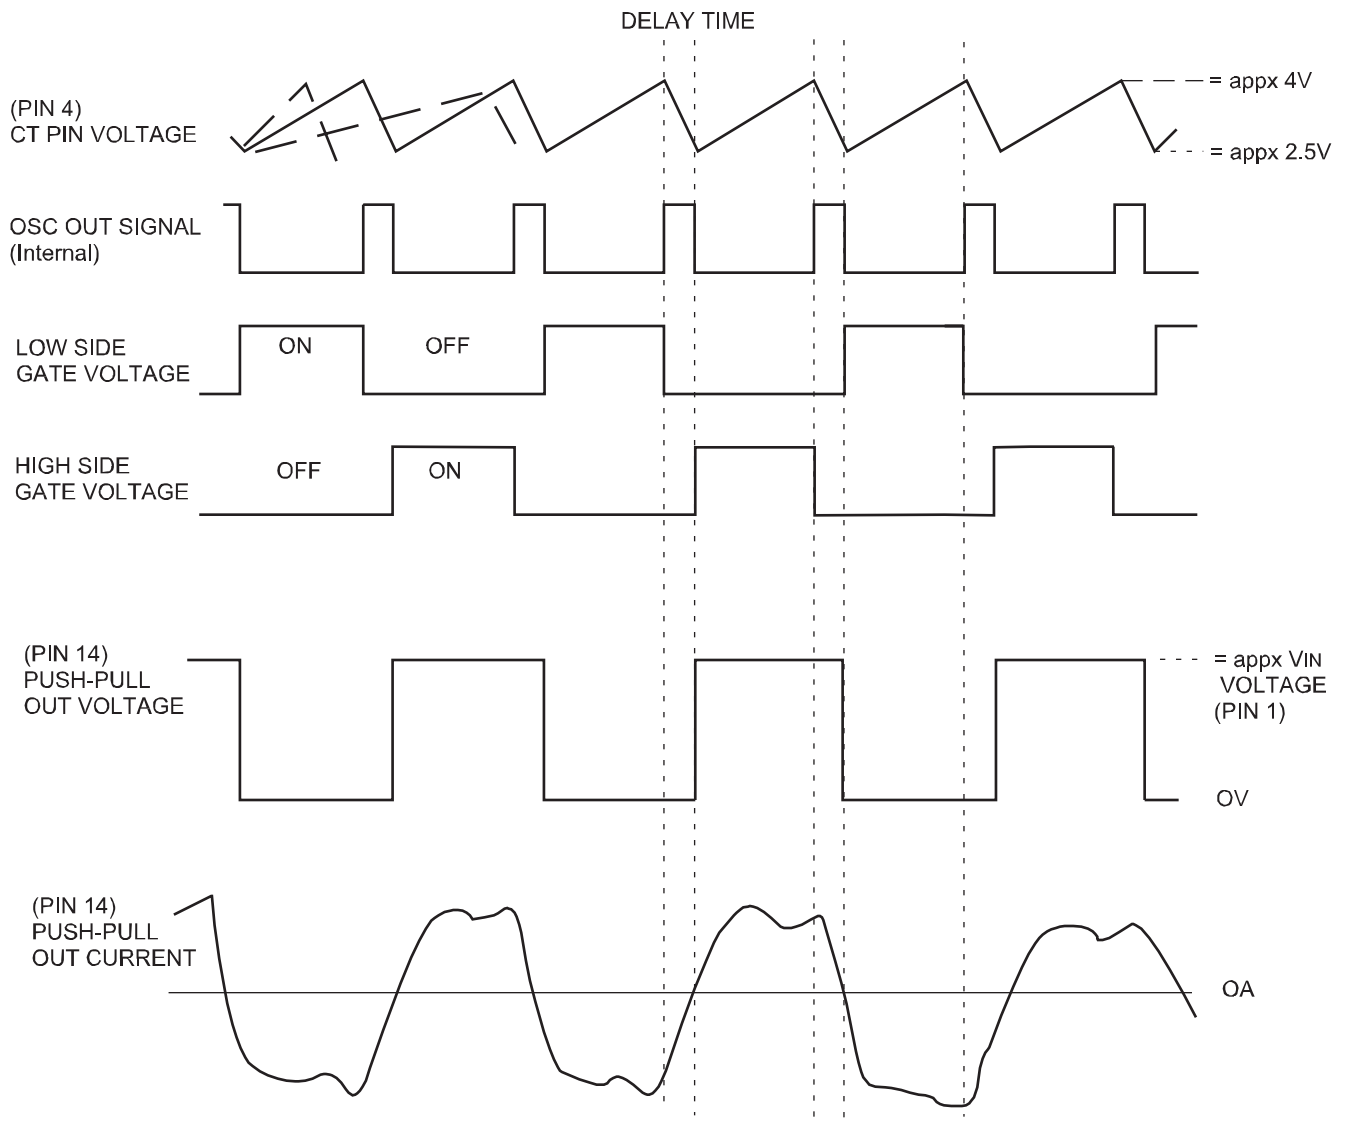 DELAY TIME
(PIN 4)
CT PIN VOLTAGE
= appx 4V
= appx 2.5V
OSC OUT SIGNAL
(Internal)
LOW SIDE
GATE VOLTAGE
ON
OFF
HIGH SIDE
GATE VOLTAGE
OFF
ON
(PIN 14)
PUSH-PULL
OUT VOLTAGE
= appx VIN
VOLTAGE
(PIN 1)
OV
(PIN 14)
PUSH-PULL
OUT CURRENT
OA